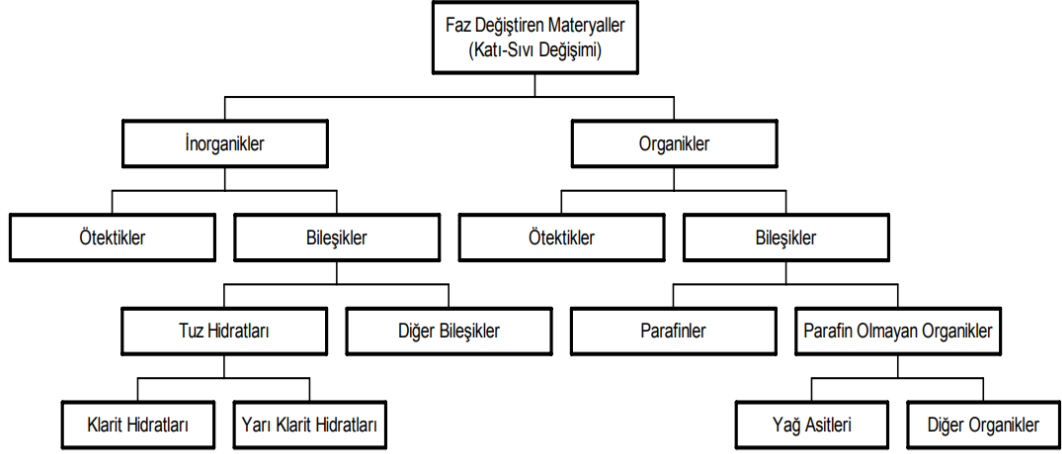 Faz Değiştiren Materyaller
(Katı-Sıvı Değişimi)
İnorganikler
Organikler
Ötektikler
Bileşikler
Ötektikler
Bileşikler
Tuz Hidratları
Diğer Bileşikler
Parafinler
Parafin Olmayan Organikler
Klarit Hidratları
Yarı Klarit Hidratları
Yağ Asitleri
Diğer Organikler